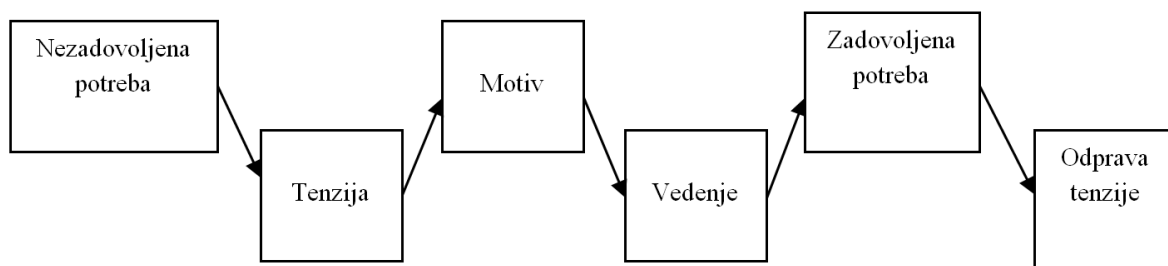 Nezadovoljena
potreba
Tenzija
Motiv
Vedenje
Zadovoljena
potreba
Odprava
tenzije